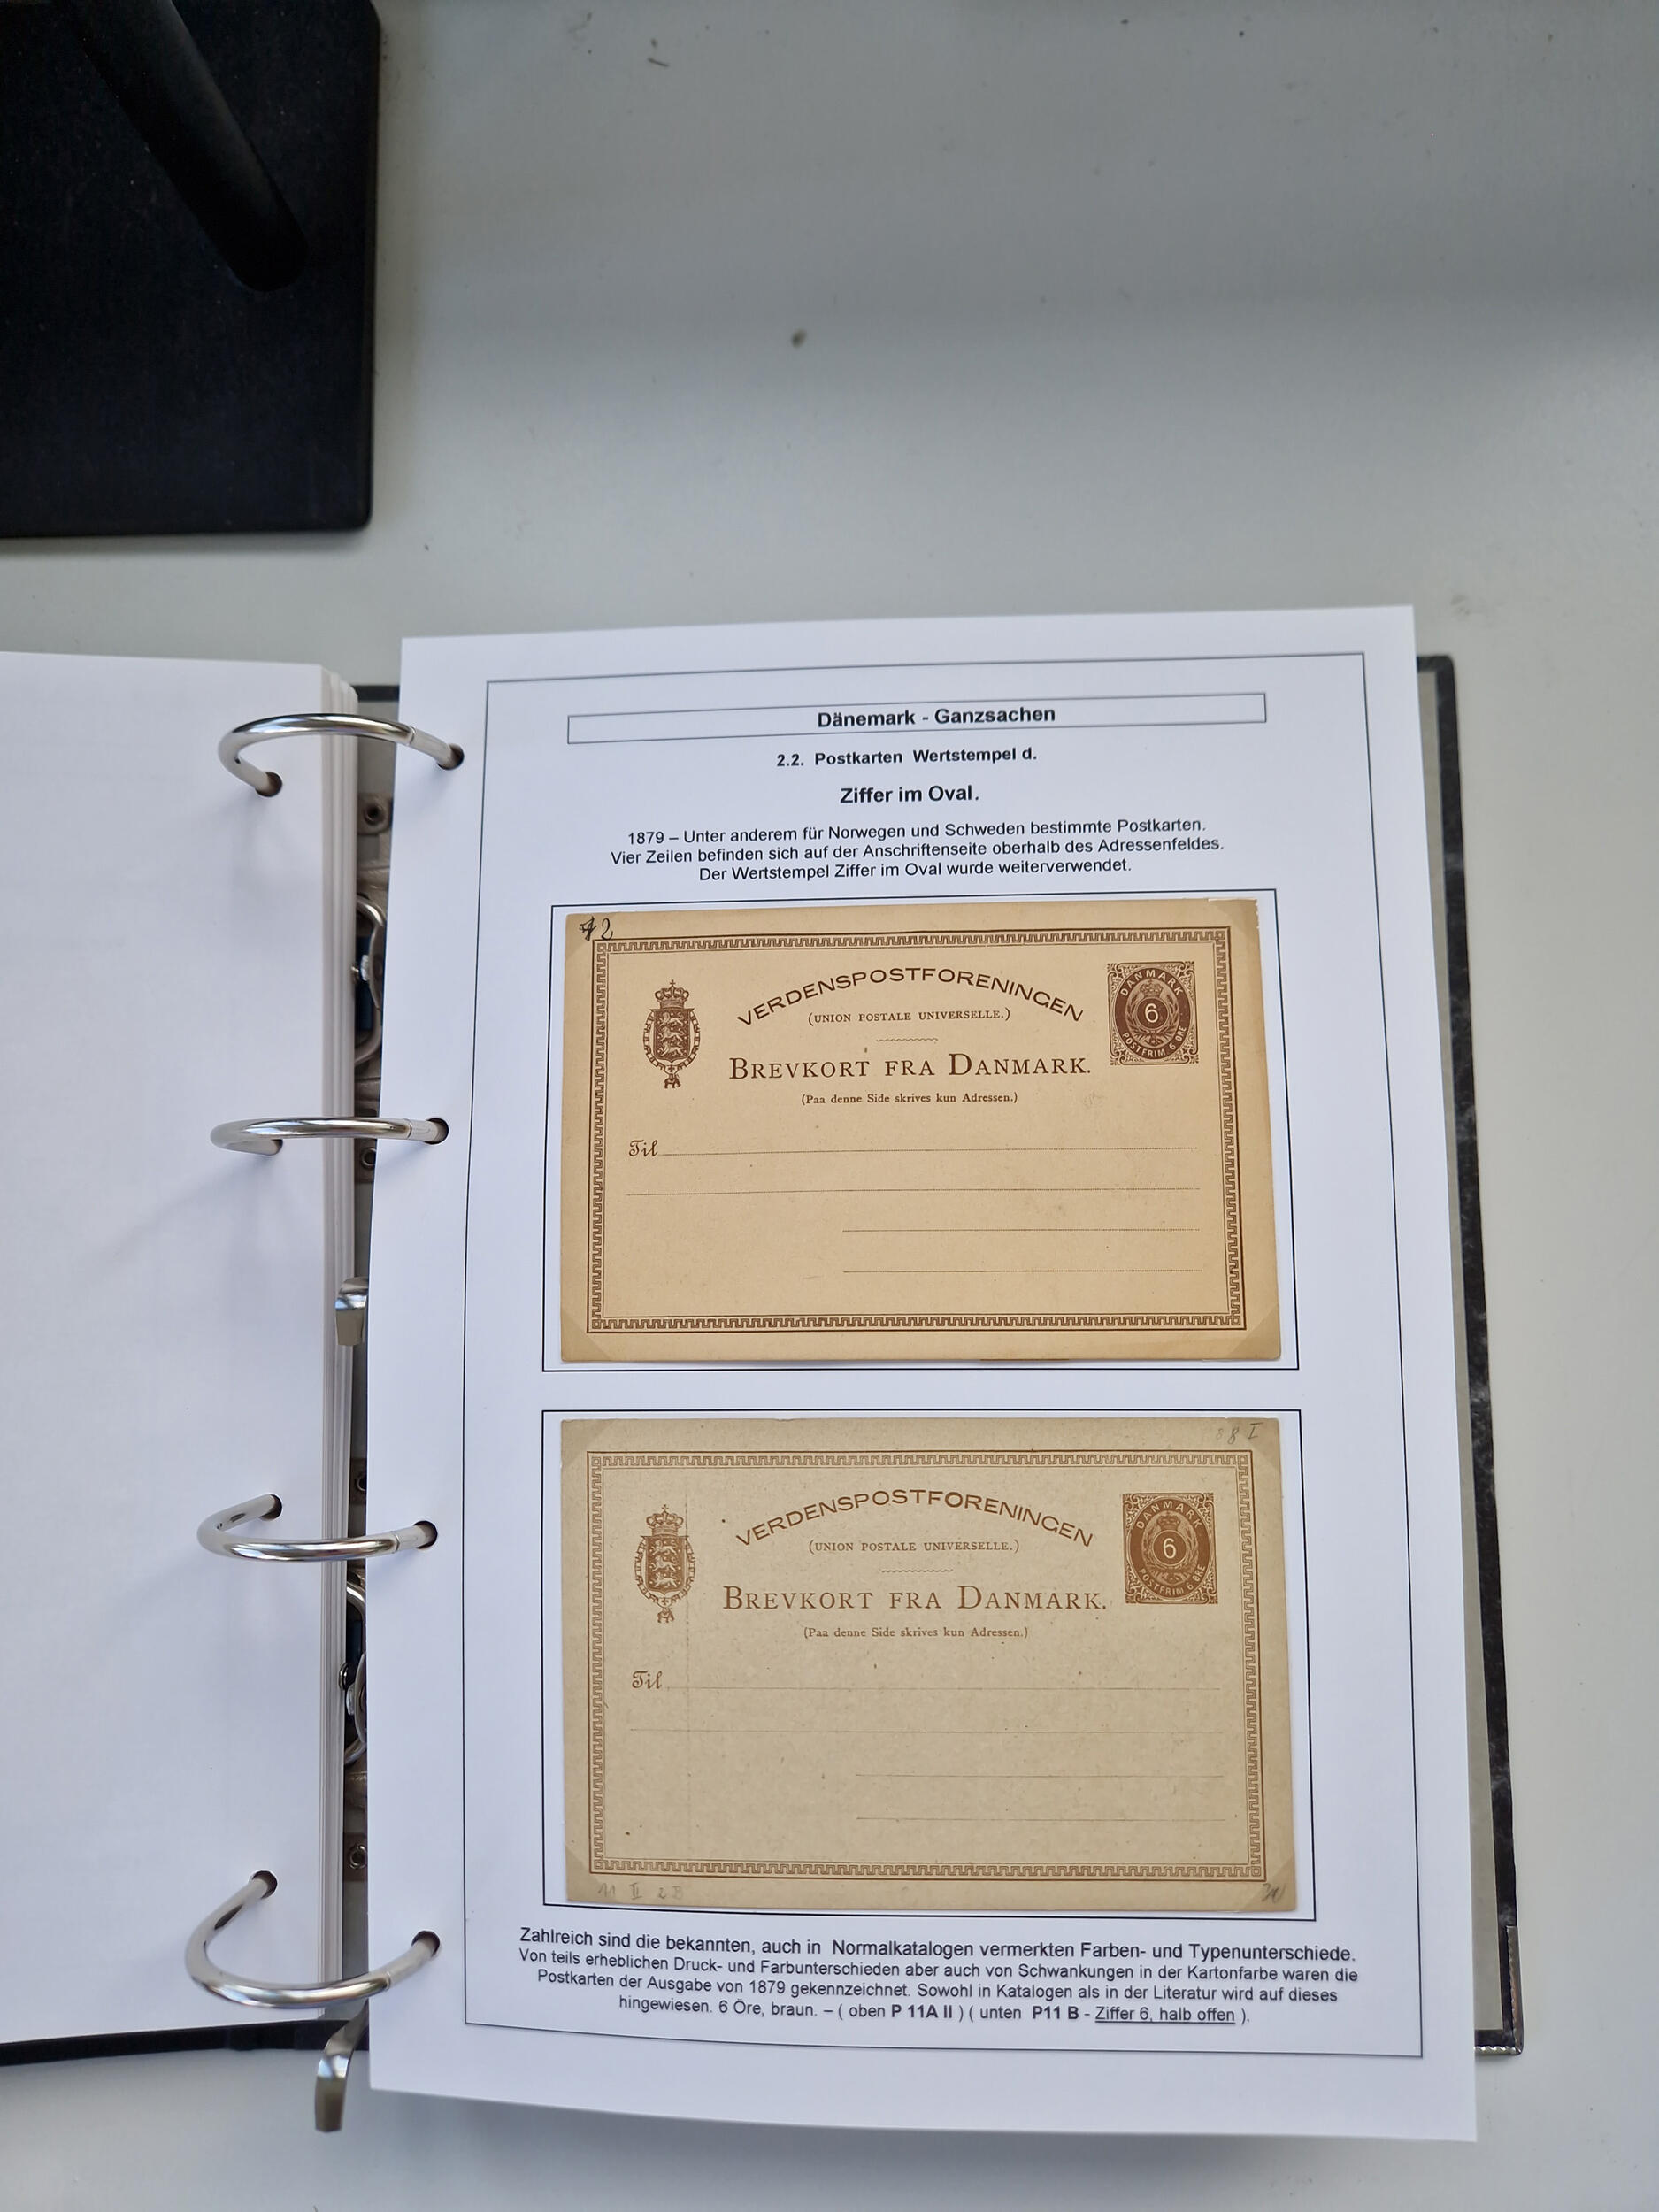 Dänemark - Ganzsachen
2.2. Postkarten Wertstempel d.
Ziffer im Oval.
1879 – Unter anderem für Norwegen und Schweden bestimmte Postkarten.
Vier Zeilen befinden sich auf der Anschriftenseite oberhalb des Adressenfeldes.
Der Wertstempel Ziffer im Oval wurde weiterverwendet.
VERDENSPOSTFORENINGEN
(UNION POSTALE UNIVERSELLE.)
BREVKORT FRA DANMARK.
(Paa denne Side skrives kun Adressen.)
DANMARK
6
POSTFRIM 6 ØRE
Til
8 I
VERDENSPOSTFORENINGEN
(UNION POSTALE UNIVERSELLE.)
BREVKORT FRA DANMARK.
(Paa denne Side skrives kun Adressen.)
DANMARK
6
POSTFRIM 6 ØRE
Til
11 II 2 B
Zahlreich sind die bekannten, auch in Normalkatalogen vermerkten Farben- und Typenunterschiede.
Von teils erheblichen Druck- und Farbunterschieden aber auch von Schwankungen in der Kartonfarbe waren die
Postkarten der Ausgabe von 1879 gekennzeichnet. Sowohl in Katalogen als in der Literatur wird auf dieses
hingewiesen. 6 Öre, braun. – ( oben P 11A II ) ( unten P11 B - Ziffer 6, halb offen ).